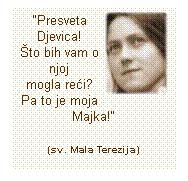 "Presveta
Djevica!
Što bih vam o
njoj
mogla reći?
Pa to je moja
Majka!"
(sv. Mala Terezija)